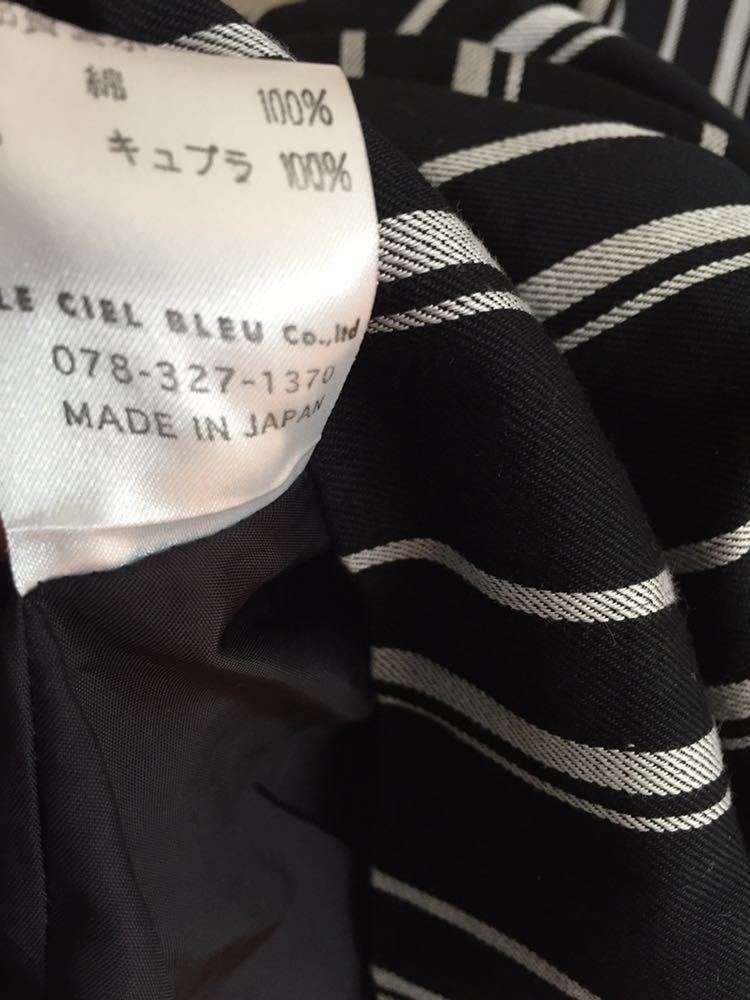 綿 100%
キュプラ 100%
LE CIEL BLEU Co.,ltd
078-327-1370
MADE IN JAPAN